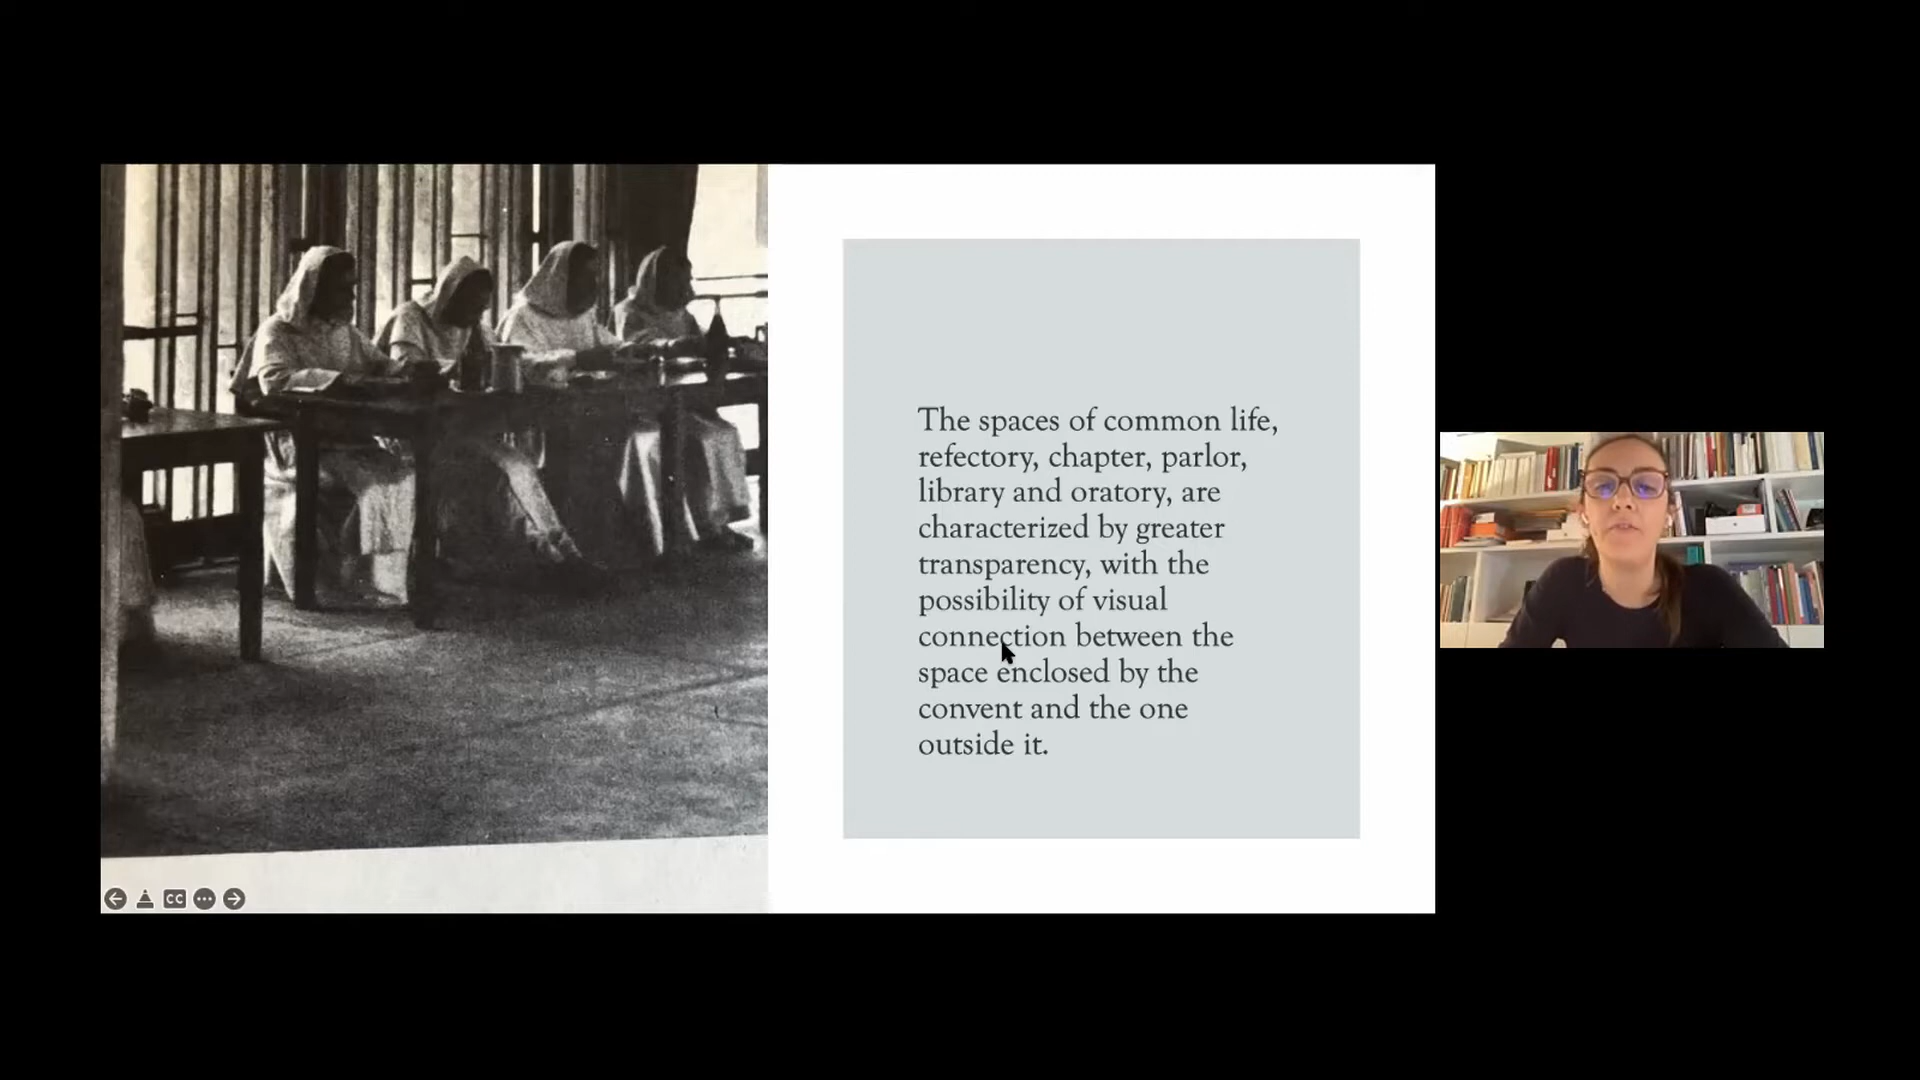 The spaces of common life,
refectory, chapter, parlor,
library and oratory, are
characterized by greater
transparency, with the
possibility of visual
connection between the
space enclosed by the
convent and the one
outside it.
CC